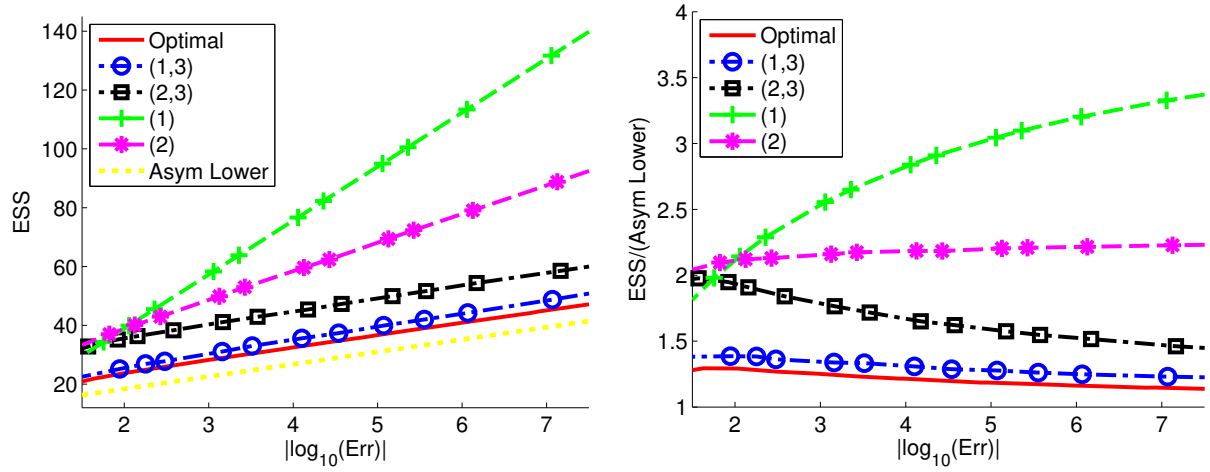 140
120
100
80
60
40
20
ESS
Optimal
(1,3)
(2,3)
(1)
(2)
Asym Lower
2 3 4 5 6 7
|log10(Err)|
4
3.5
3
2.5
2
1.5
1
ESS/(Asym Lower)
Optimal
(1,3)
(2,3)
(1)
(2)
2 3 4 5 6 7
|log10(Err)|